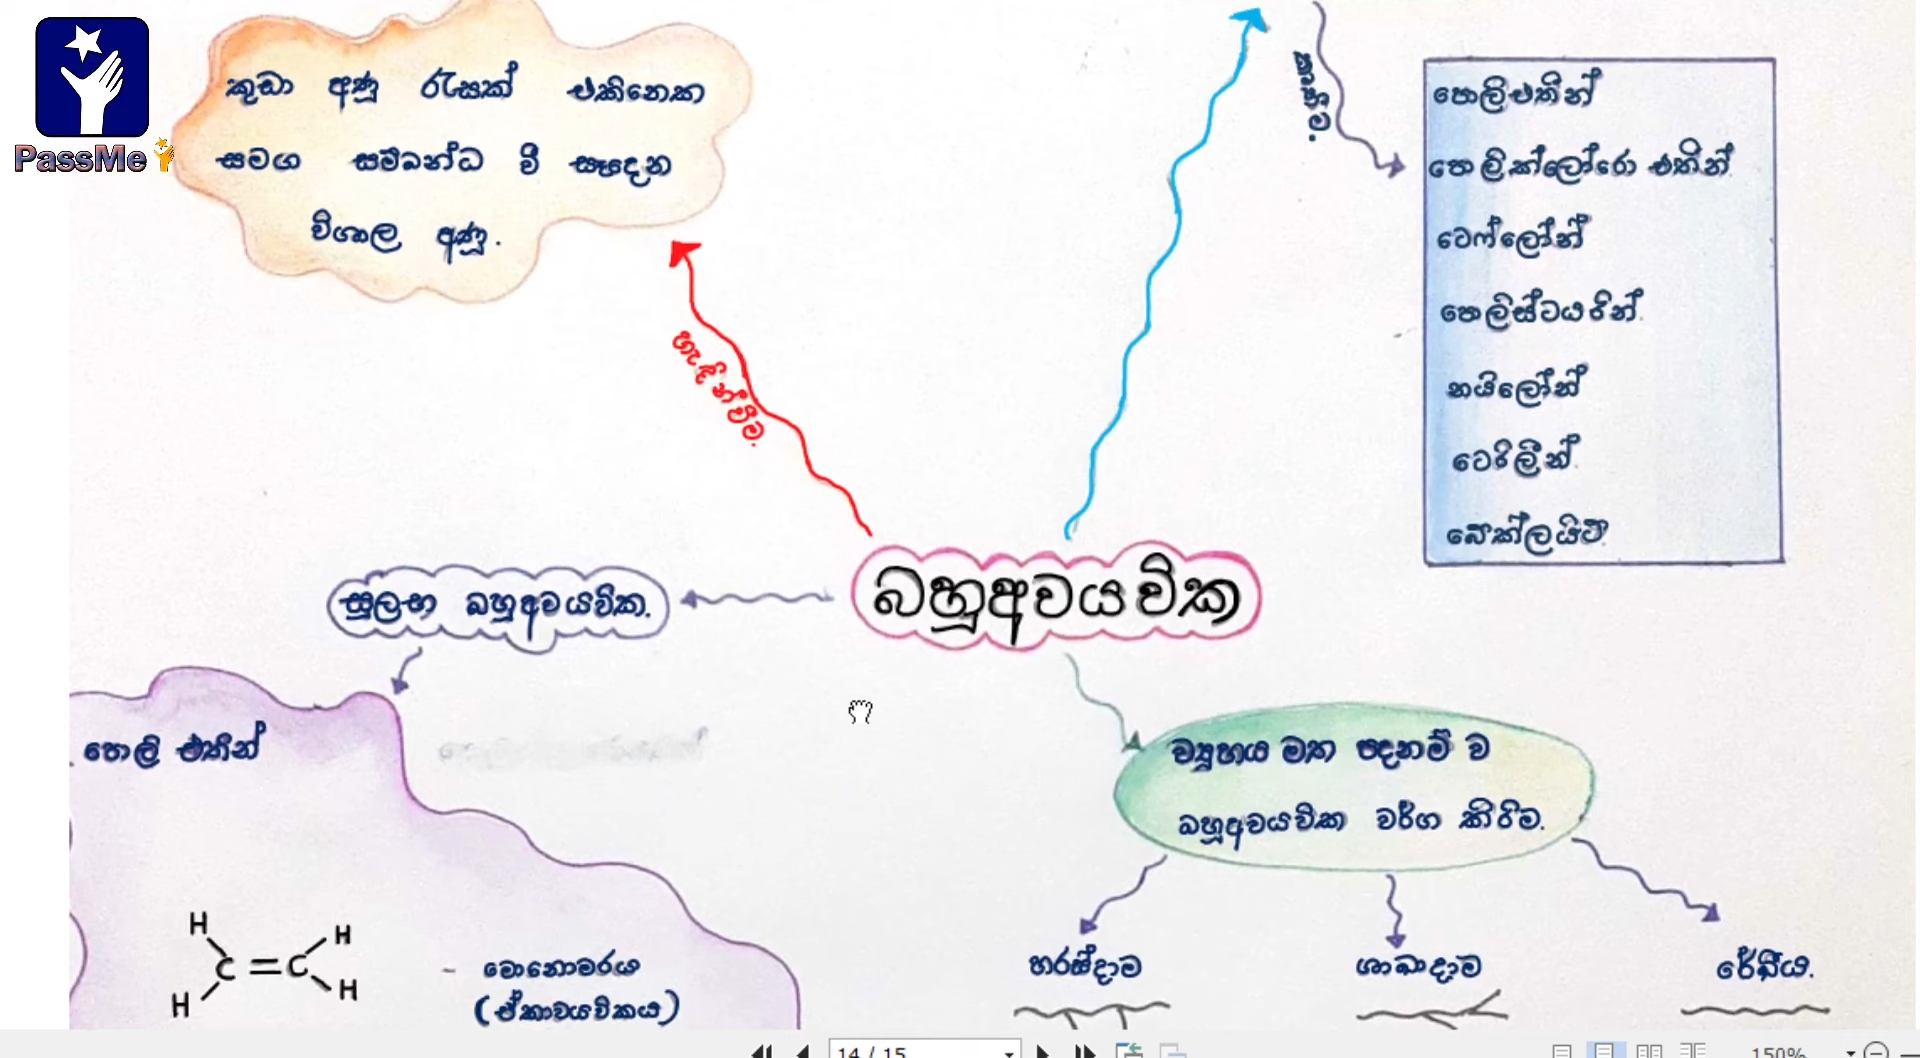 PassMe
කුඩා අණු රැසක් එකිනෙක
සමග සම්බන්ධ වී සෑදෙන
විශාල අණු.
හැඳින්වීම.
පොලිඑතීන්
පොලික්ලෝරො එතීන්
ටෙෆ්ලෝන්
පොලිස්ටයරීන්
නයිලෝන්
ටෙරිලීන්
බේක්ලයිට්
බහුඅවයවික
සුලභ බහුඅවයවික.
පොලි එතීන්
ව්‍යුහය මත පදනම් ව
බහුඅවයවික වර්ග කිරීම.
H H
C = C
H H
- මොනොමරය
(ඒකාවයවිකය)
හරස්දාම ශාඛාදාම රේඛීය.
14 / 15
150%